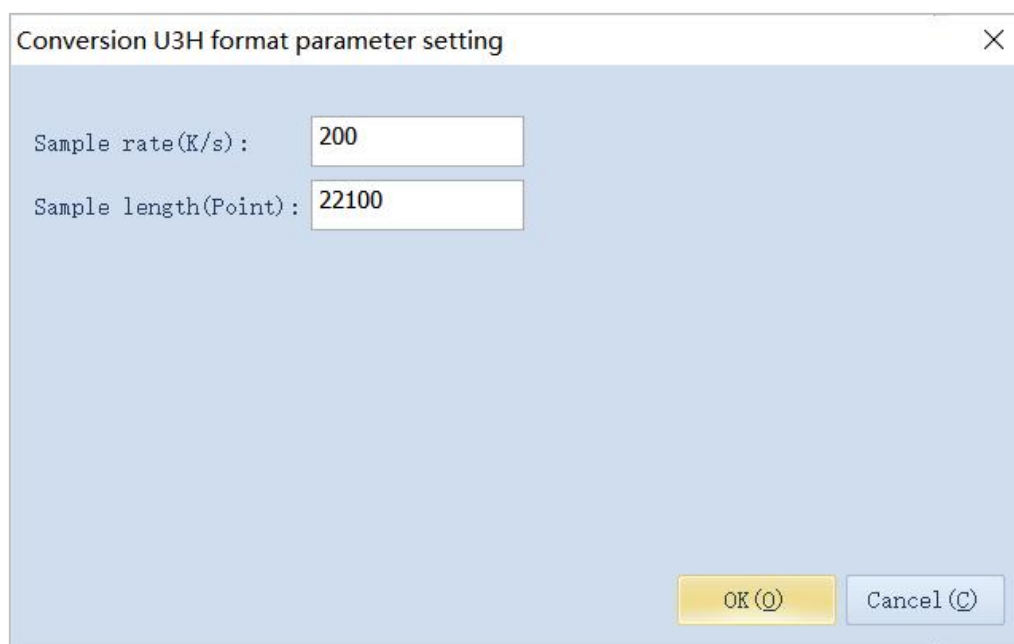 Conversion U3H format parameter setting
Sample rate(K/s): 200
Sample length(Point): 22100
OK(O) Cancel(C)